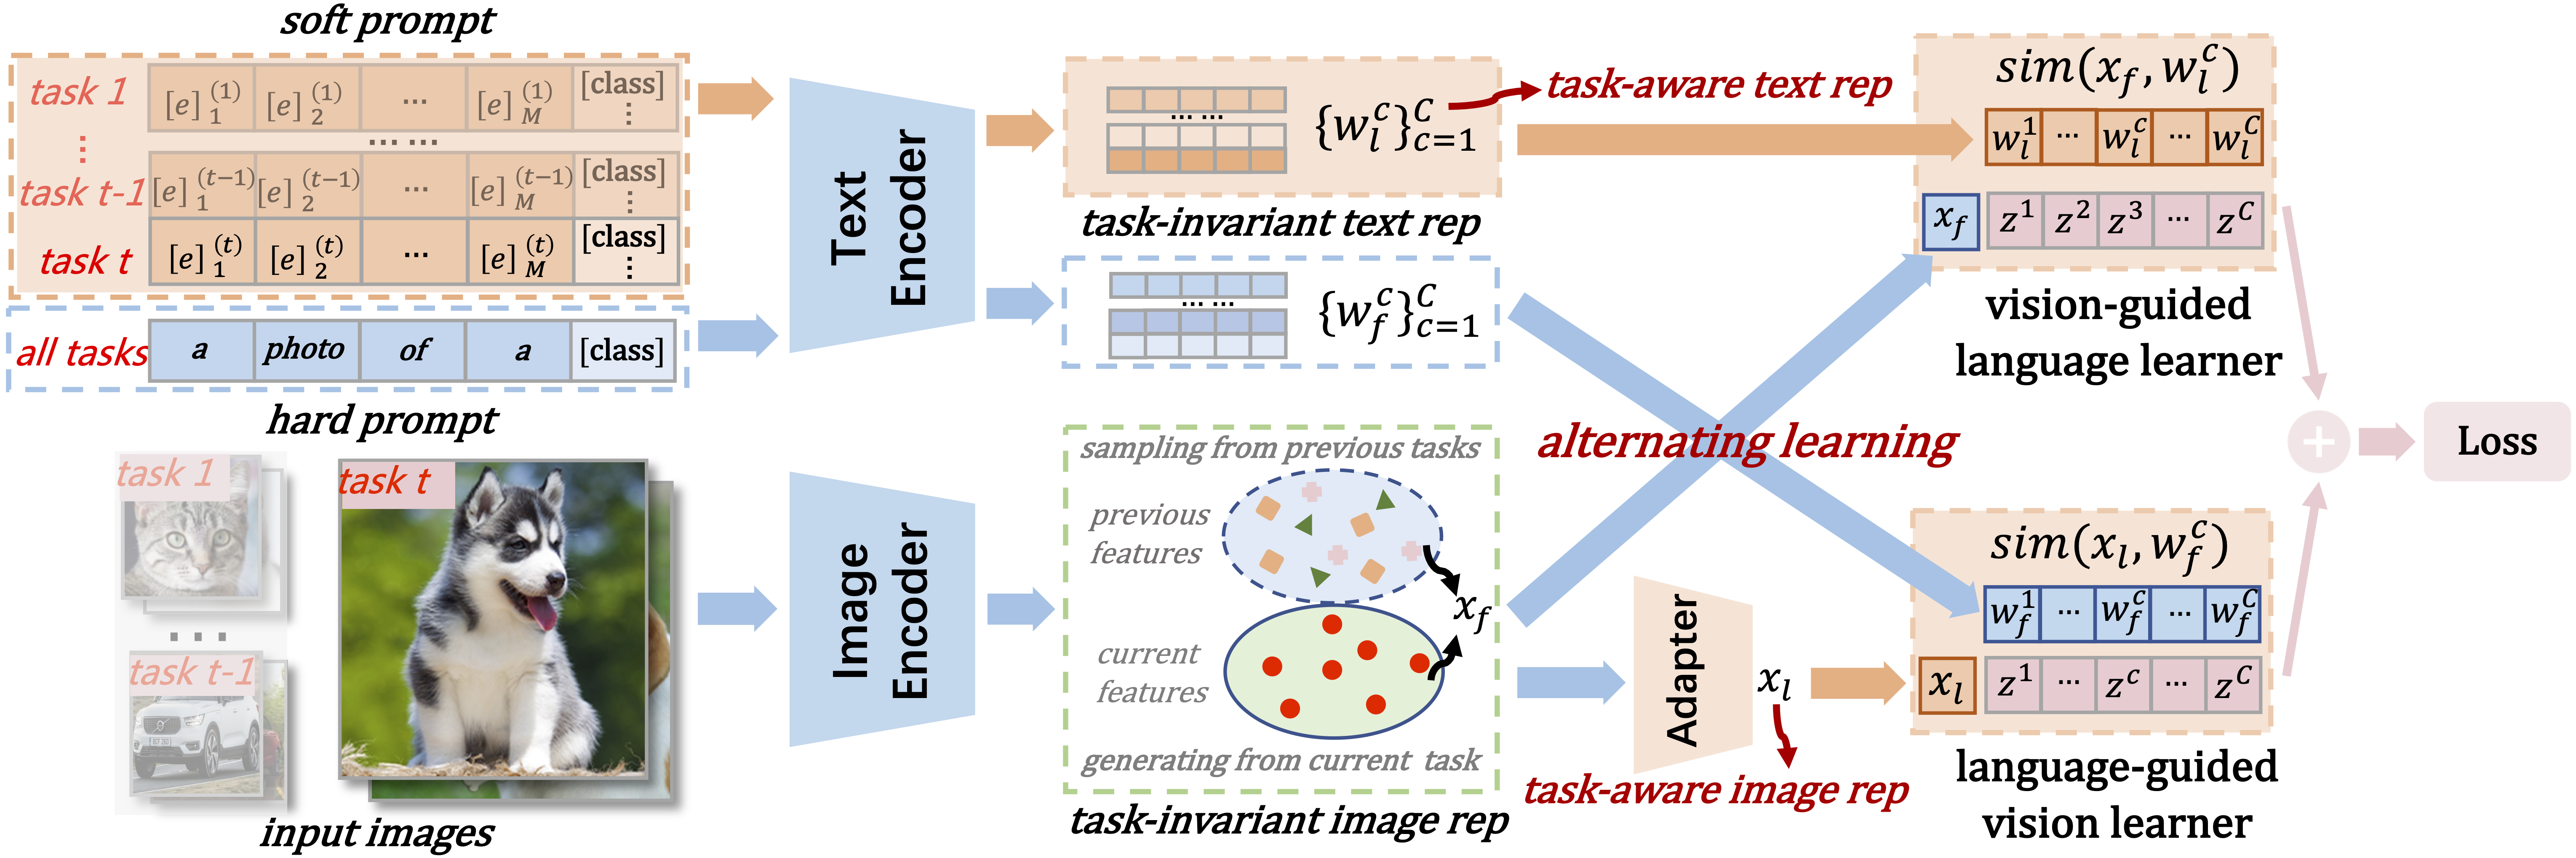 soft prompt
task 1 [e]_1^{(1)} [e]_2^{(1)} ... [e]_M^{(1)} [class] ⋮
⋮ ... ...
task t-1 [e]_1^{(t-1)} [e]_2^{(t-1)} ... [e]_M^{(t-1)} [class] ⋮
task t [e]_1^{(t)} [e]_2^{(t)} ... [e]_M^{(t)} [class] ⋮
all tasks a photo of a [class]
hard prompt
task 1
...
task t-1
task t
input images
Text
Encoder
Image
Encoder
... ...
{w_l^c}_{c=1}^C
task-aware text rep
task-invariant text rep
... ...
{w_f^c}_{c=1}^C
sampling from previous tasks
previous
features
x_f
current
features
generating from current task
task-invariant image rep
alternating learning
Adapter
x_l
task-aware image rep
sim(x_f, w_l^c)
w_l^1 ... w_l^c ... w_l^C
x_f z^1 z^2 z^3 ... z^C
vision-guided
language learner
sim(x_l, w_f^c)
w_f^1 ... w_f^c ... w_f^C
x_l z^1 ... z^c ... z^C
language-guided
vision learner
+
Loss